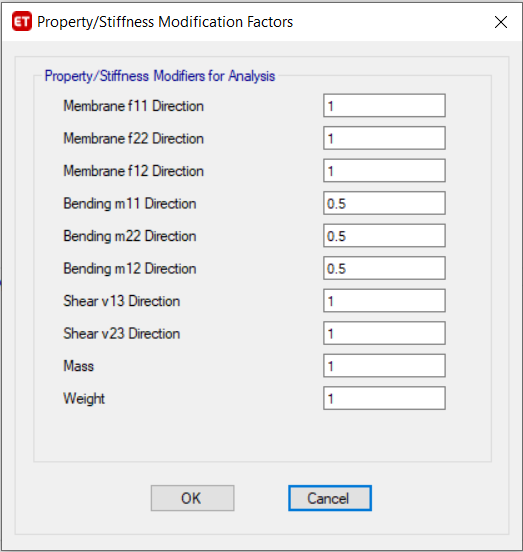 ET Property/Stiffness Modification Factors
Property/Stiffness Modifiers for Analysis
Membrane f11 Direction 1
Membrane f22 Direction 1
Membrane f12 Direction 1
Bending m11 Direction 0.5
Bending m22 Direction 0.5
Bending m12 Direction 0.5
Shear v13 Direction 1
Shear v23 Direction 1
Mass 1
Weight 1
OK Cancel